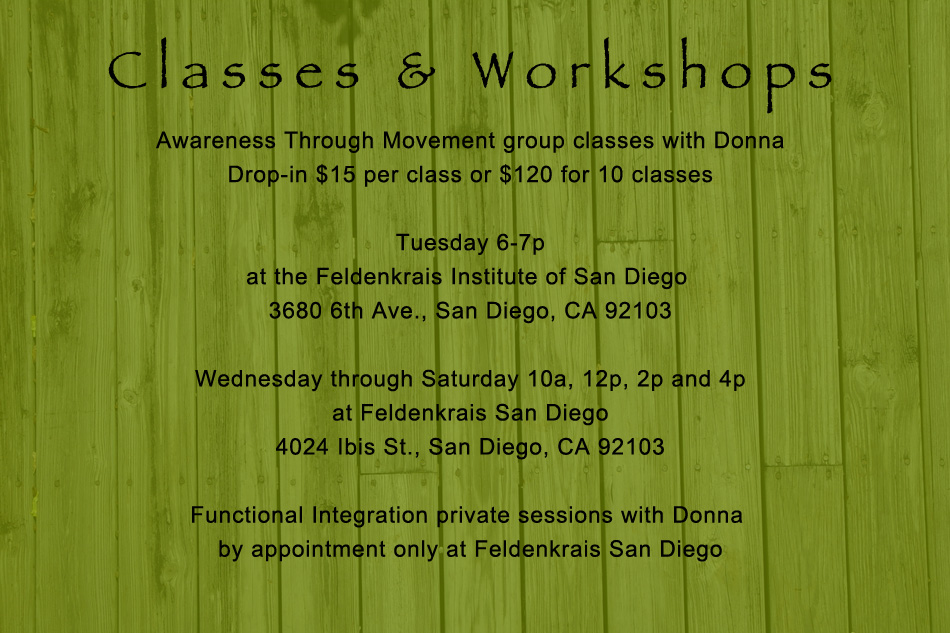 Classes & Workshops
Awareness Through Movement group classes with Donna
Drop-in $15 per class or $120 for 10 classes
Tuesday 6-7p
at the Feldenkrais Institute of San Diego
3680 6th Ave., San Diego, CA 92103
Wednesday through Saturday 10a, 12p, 2p and 4p
at Feldenkrais San Diego
4024 Ibis St., San Diego, CA 92103
Functional Integration private sessions with Donna
by appointment only at Feldenkrais San Diego